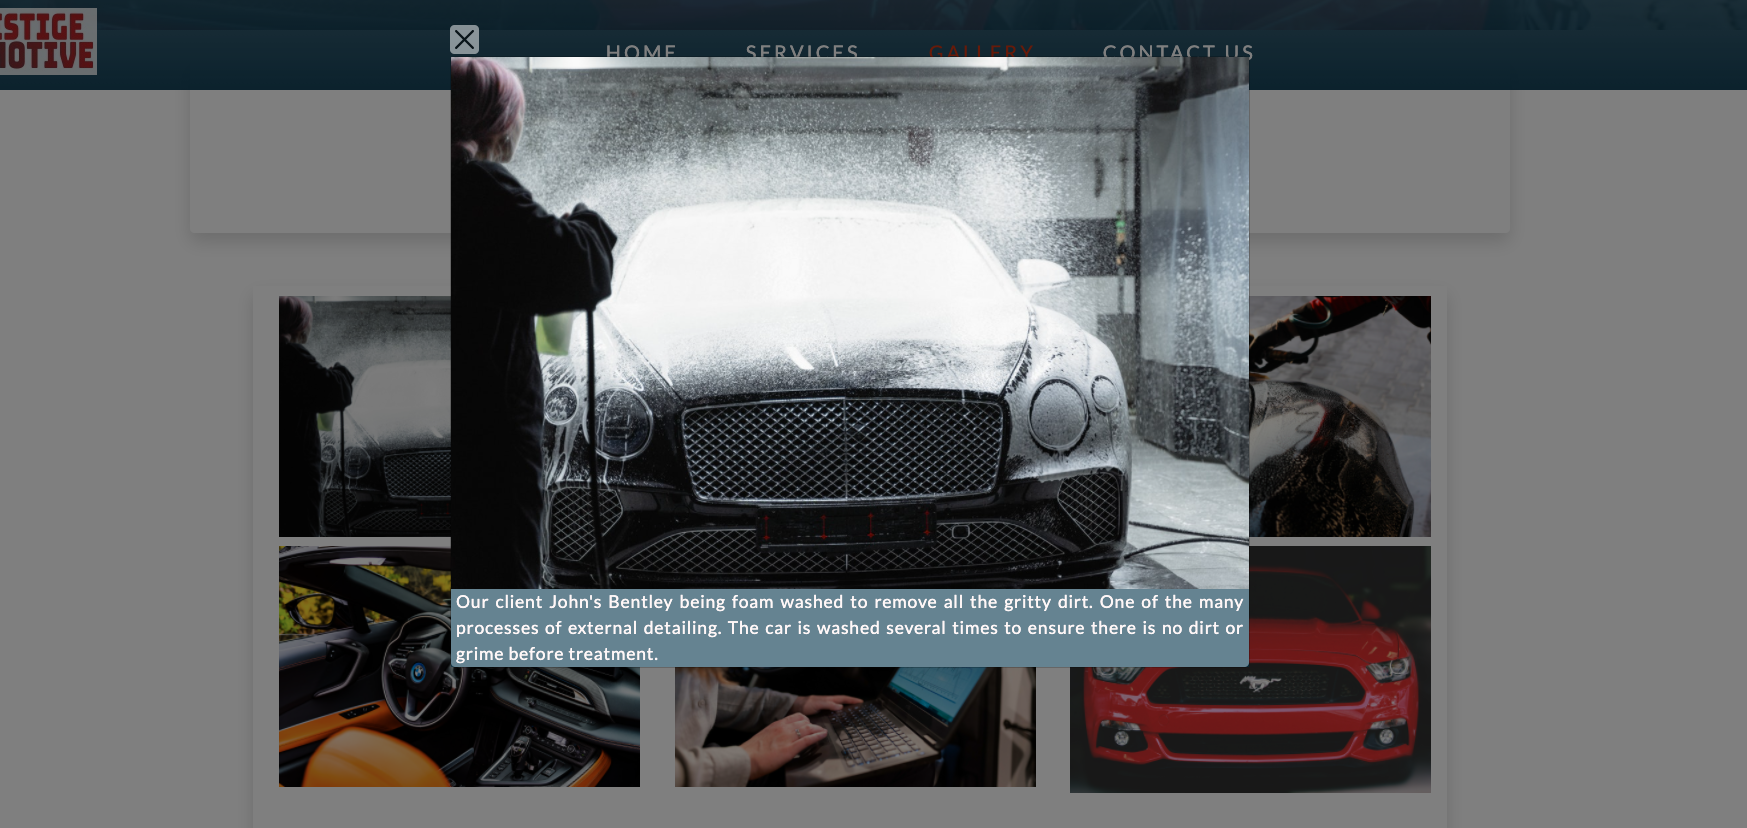 STIGE
MOTIVE
HOME SERVICES GALLERY CONTACT US
Our client John's Bentley being foam washed to remove all the gritty dirt. One of the many
processes of external detailing. The car is washed several times to ensure there is no dirt or
grime before treatment.